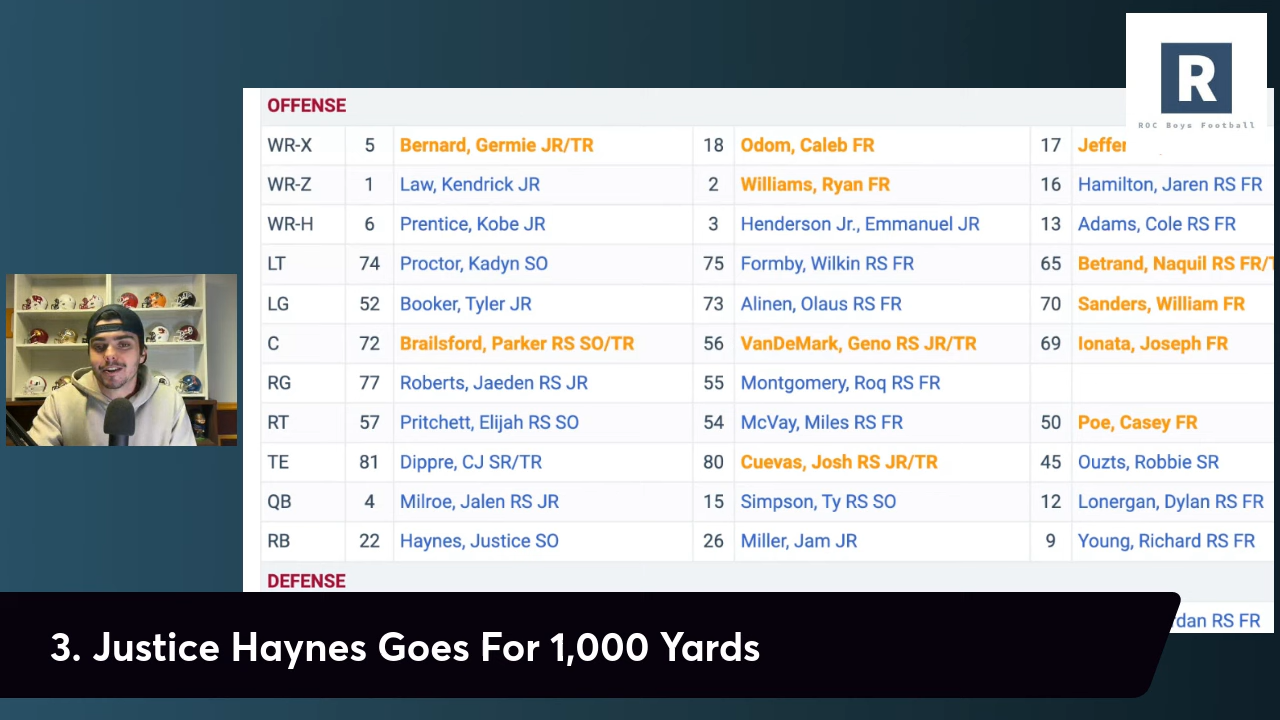 R
ROC Boys Football
OFFENSE
WR-X 5 Bernard, Germie JR/TR 18 Odom, Caleb FR 17 Jeffer
WR-Z 1 Law, Kendrick JR 2 Williams, Ryan FR 16 Hamilton, Jaren RS FR
WR-H 6 Prentice, Kobe JR 3 Henderson Jr., Emmanuel JR 13 Adams, Cole RS FR
LT 74 Proctor, Kadyn SO 75 Formby, Wilkin RS FR 65 Betrand, Naquil RS FR/T
LG 52 Booker, Tyler JR 73 Alinen, Olaus RS FR 70 Sanders, William FR
C 72 Brailsford, Parker RS SO/TR 56 VanDeMark, Geno RS JR/TR 69 Ionata, Joseph FR
RG 77 Roberts, Jaeden RS JR 55 Montgomery, Roq RS FR
RT 57 Pritchett, Elijah RS SO 54 McVay, Miles RS FR 50 Poe, Casey FR
TE 81 Dippre, CJ SR/TR 80 Cuevas, Josh RS JR/TR 45 Ouzts, Robbie SR
QB 4 Milroe, Jalen RS JR 15 Simpson, Ty RS SO 12 Lonergan, Dylan RS FR
RB 22 Haynes, Justice SO 26 Miller, Jam JR 9 Young, Richard RS FR
DEFENSE
rdan RS FR
3. Justice Haynes Goes For 1,000 Yards